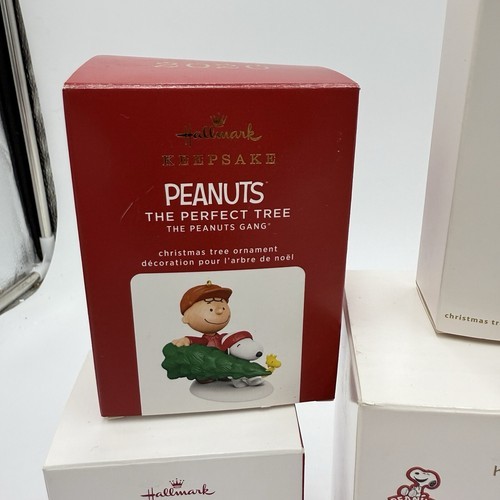 2020
Hallmark
KEEPSAKE
PEANUTS
THE PERFECT TREE
THE PEANUTS GANG
christmas tree ornament
décoration pour l'arbre de noël
christmas tr
Hallmark
H